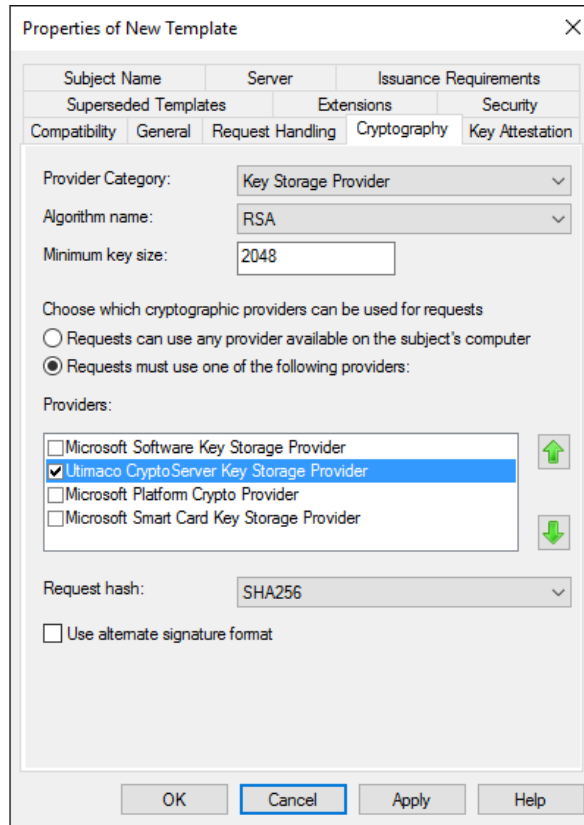 Properties of New Template
Subject Name Server Issuance Requirements
Superseded Templates Extensions Security
Compatibility General Request Handling Cryptography Key Attestation
Provider Category: Key Storage Provider
Algorithm name: RSA
Minimum key size: 2048
Choose which cryptographic providers can be used for requests
Requests can use any provider available on the subject's computer
Requests must use one of the following providers:
Providers:
Microsoft Software Key Storage Provider
Utimaco CryptoServer Key Storage Provider
Microsoft Platform Crypto Provider
Microsoft Smart Card Key Storage Provider
Request hash: SHA256
Use alternate signature format
OK Cancel Apply Help